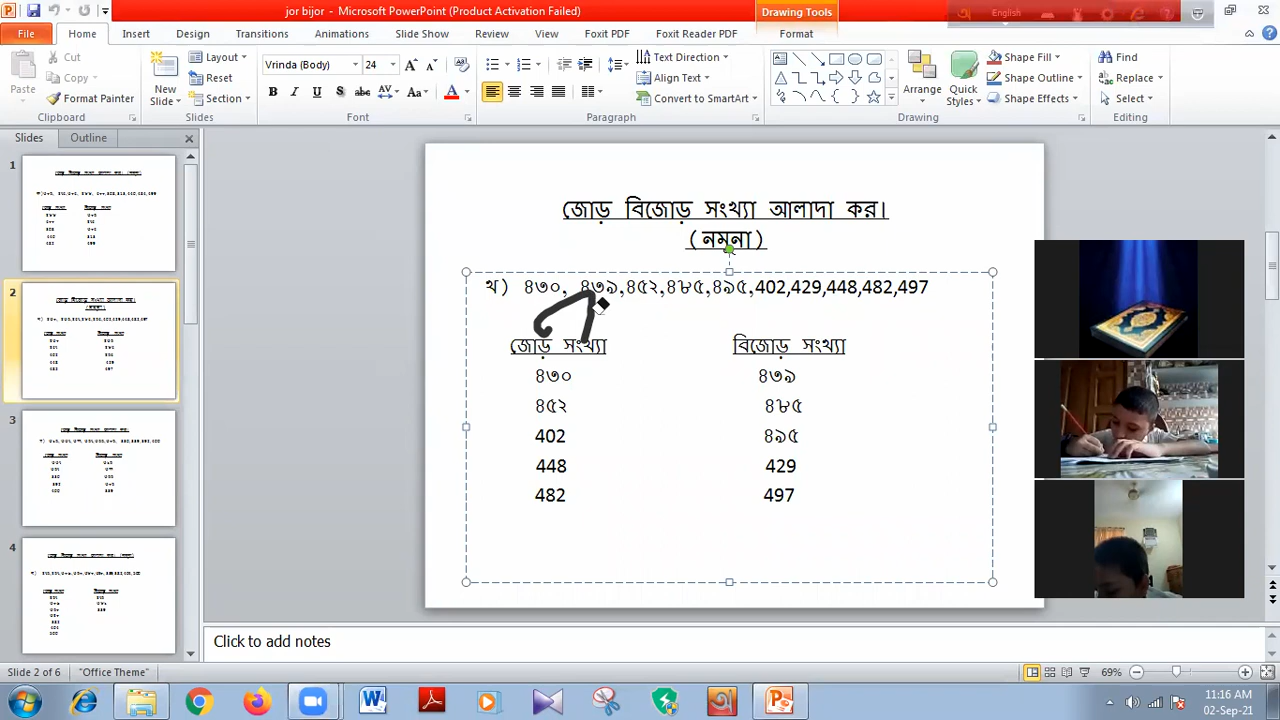 jor bijor - Microsoft PowerPoint (Product Activation Failed)
Drawing Tools
English
File Home Insert Design Transitions Animations Slide Show Review View Foxit PDF Foxit Reader PDF Format
Paste
Cut
Copy
Format Painter
Clipboard
New Slide
Layout
Reset
Section
Slides
Vrinda (Body) 24
Font
Paragraph
Text Direction
Align Text
Convert to SmartArt
Arrange
Quick Styles
Shape Fill
Shape Outline
Shape Effects
Drawing
Find
Replace
Select
Editing
Slides Outline
1
2
3
4
জোড় বিজোড় সংখ্যা আলাদা কর।
(নমুনা)
খ) ৪৩০, ৪৩৯,৪৫২,৪৮৫,৪৯৫,402,429,448,482,497
জোড় সংখ্যা বিজোড় সংখ্যা
৪৩০ ৪৩৯
৪৫২ ৪৮৫
402 ৪৯৫
448 429
482 497
Click to add notes
Slide 2 of 6 "Office Theme" 69%
11:16 AM
02-Sep-21